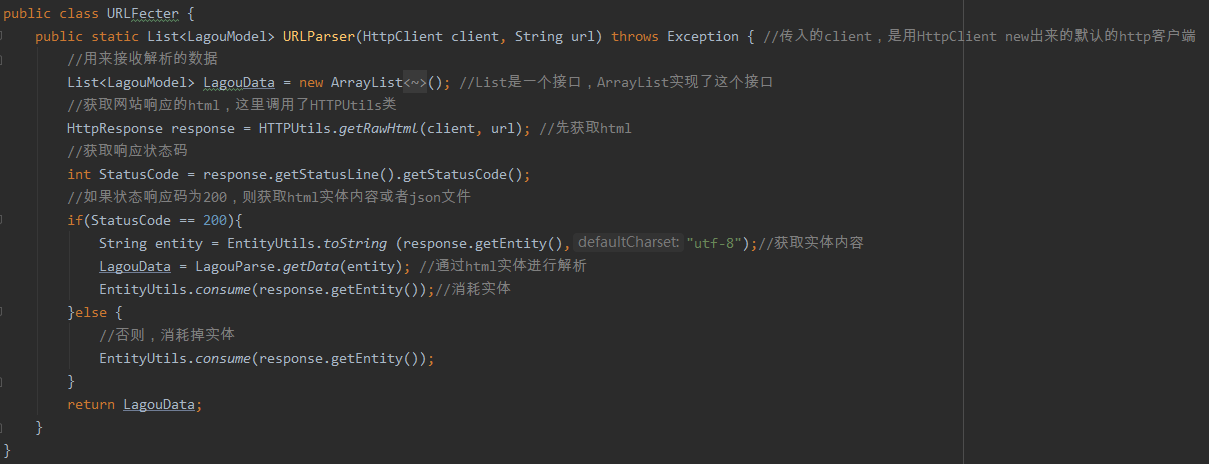 public class URLFecter {
    public static List<LagouModel> URLParser(HttpClient client, String url) throws Exception { //传入的client，是用HttpClient new出来的默认的http客户端
        //用来接收解析的数据
        List<LagouModel> LagouData = new ArrayList<~>(); //List是一个接口，ArrayList实现了这个接口
        //获取网站响应的html，这里调用了HTTPUtils类
        HttpResponse response = HTTPUtils.getRawHtml(client, url); //先获取html
        //获取响应状态码
        int StatusCode = response.getStatusLine().getStatusCode();
        //如果状态响应码为200，则获取html实体内容或者json文件
        if(StatusCode == 200){
            String entity = EntityUtils.toString (response.getEntity(), defaultCharset: "utf-8");//获取实体内容
            LagouData = LagouParse.getData(entity); //通过html实体进行解析
            EntityUtils.consume(response.getEntity());//消耗实体
        }else {
            //否则，消耗掉实体
            EntityUtils.consume(response.getEntity());
        }
        return LagouData;
    }
}